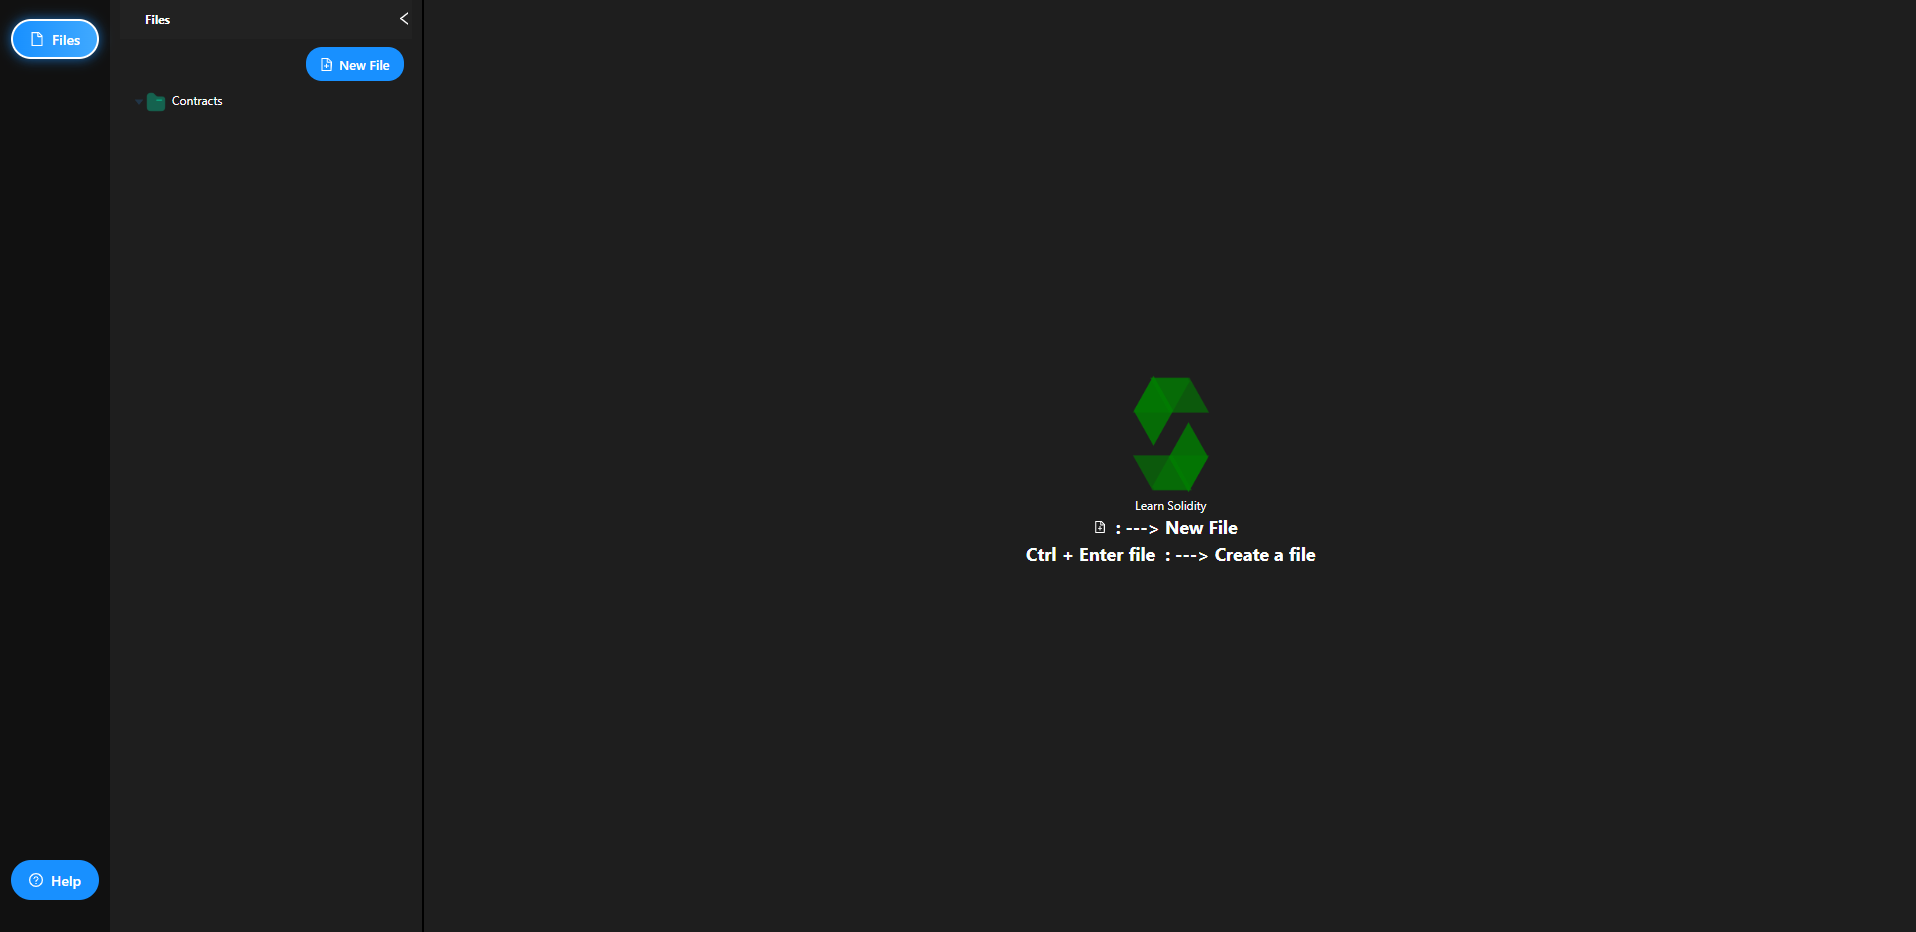 Files
Files
New File
Contracts
Learn Solidity
: ---> New File
Ctrl + Enter file : ---> Create a file
Help